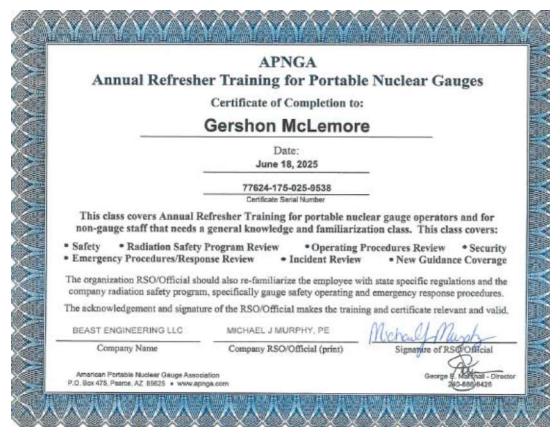 APNGA
Annual Refresher Training for Portable Nuclear Gauges
Certificate of Completion to:
Gershon McLemore
Date:
June 18, 2025
77624-175-025-9538
Certificate Serial Number
This class covers Annual Refresher Training for portable nuclear gauge operators and for
non-gauge staff that needs a general knowledge and familiarization class. This class covers:
• Safety • Radiation Safety Program Review • Operating Procedures Review • Security
• Emergency Procedures/Response Review • Incident Review • New Guidance Coverage
The organization RSO/Official should also re-familiarize the employee with state specific regulations and the
company radiation safety program, specifically gauge safety operating and emergency response procedures.
The acknowledgement and signature of the RSO/Official makes the training and certificate relevant and valid.
BEAST ENGINEERING LLC MICHAEL J MURPHY, PE Michael J Murphy
Company Name Company RSO/Official (print) Signature of RSO/Official
American Portable Nuclear Gauge Association George E. Marshall - Director
P.O. Box 475, Pearce, AZ 85625 • www.apnga.com 240-888-6426